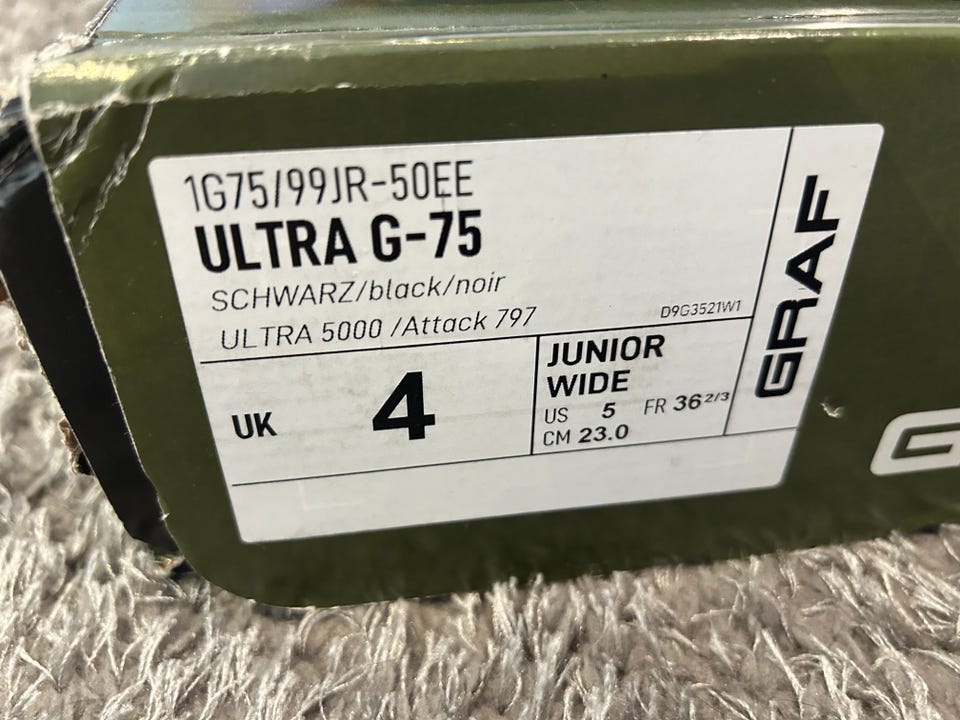 1G75/99JR-50EE
ULTRA G-75
SCHWARZ/black/noir
ULTRA 5000 /Attack 797
D9G3521W1
UK 4
JUNIOR
WIDE
US 5 FR 36 2/3
CM 23.0
GRAF
G